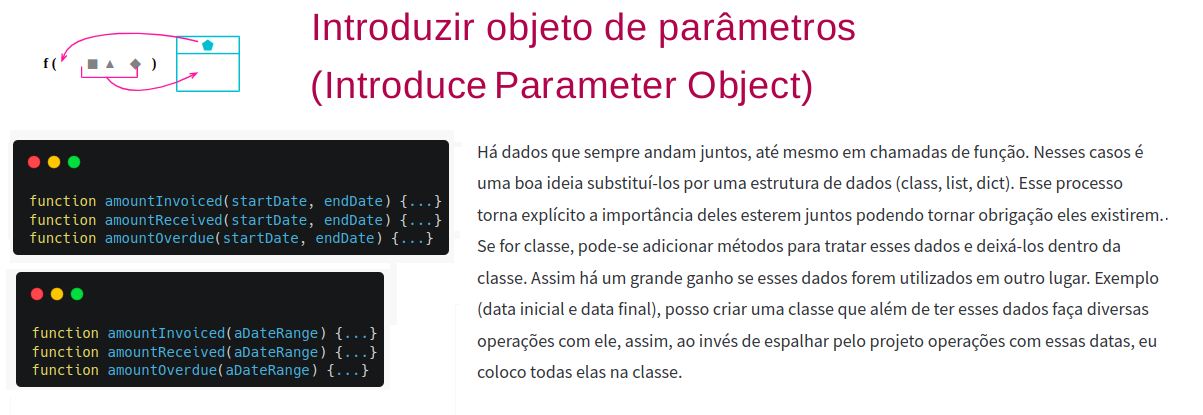 Introduzir objeto de parâmetros
(Introduce Parameter Object)
f ( )
function amountInvoiced(startDate, endDate) {...}
function amountReceived(startDate, endDate) {...}
function amountOverdue(startDate, endDate) {...}
function amountInvoiced(aDateRange) {...}
function amountReceived(aDateRange) {...}
function amountOverdue(aDateRange) {...}
Há dados que sempre andam juntos, até mesmo em chamadas de função. Nesses casos é
uma boa ideia substituí-los por uma estrutura de dados (class, list, dict). Esse processo
torna explícito a importância deles esterem juntos podendo tornar obrigação eles existirem..
Se for classe, pode-se adicionar métodos para tratar esses dados e deixá-los dentro da
classe. Assim há um grande ganho se esses dados forem utilizados em outro lugar. Exemplo
(data inicial e data final), posso criar uma classe que além de ter esses dados faça diversas
operações com ele, assim, ao invés de espalhar pelo projeto operações com essas datas, eu
coloco todas elas na classe.